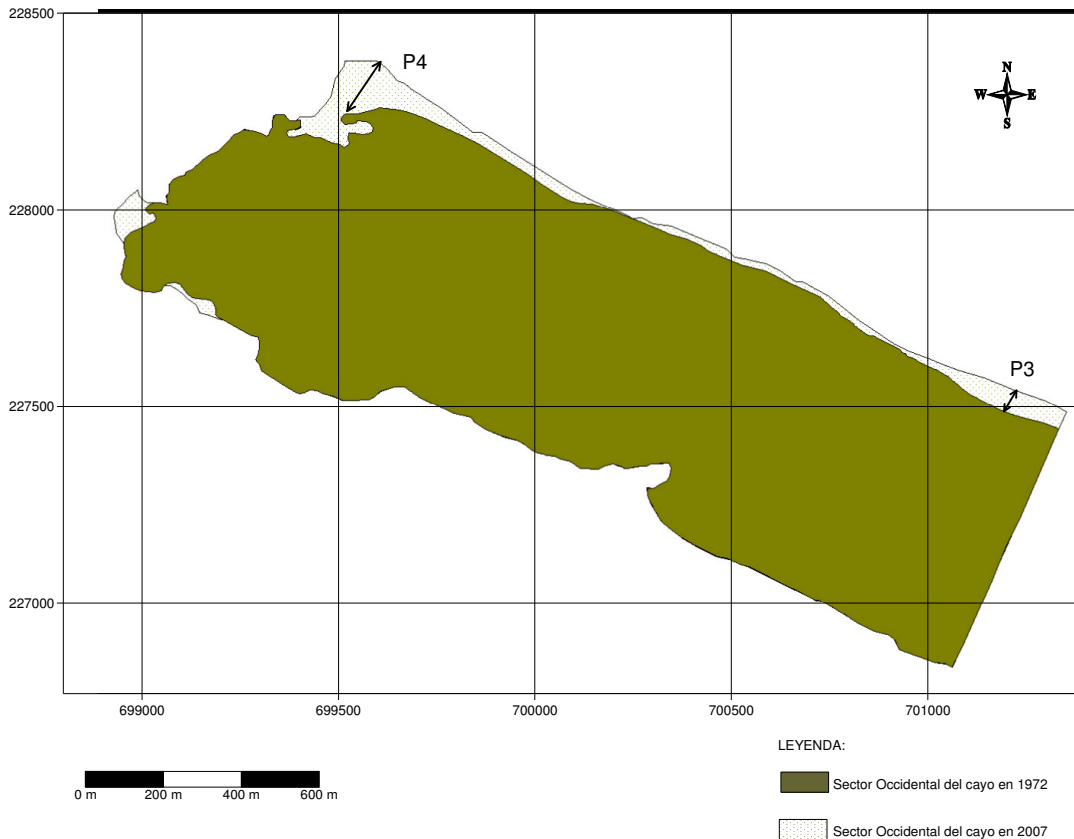 228500
P4
N
W E
S
228000
P3
227500
227000
699000 699500 700000 700500 701000
LEYENDA:
0 m 200 m 400 m 600 m
Sector Occidental del cayo en 1972
Sector Occidental del cayo en 2007